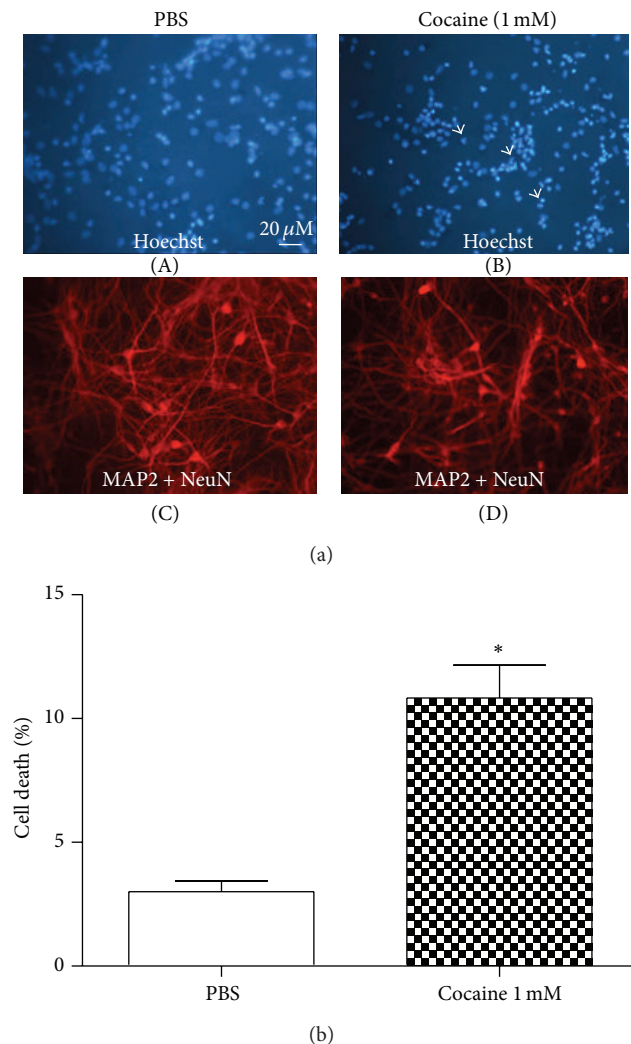 PBS
Cocaine (1 mM)
Hoechst
20 μM
Hoechst
(A)
(B)
MAP2 + NeuN
MAP2 + NeuN
(C)
(D)
(a)
15
10
5
0
Cell death (%)
*
PBS
Cocaine 1 mM
(b)